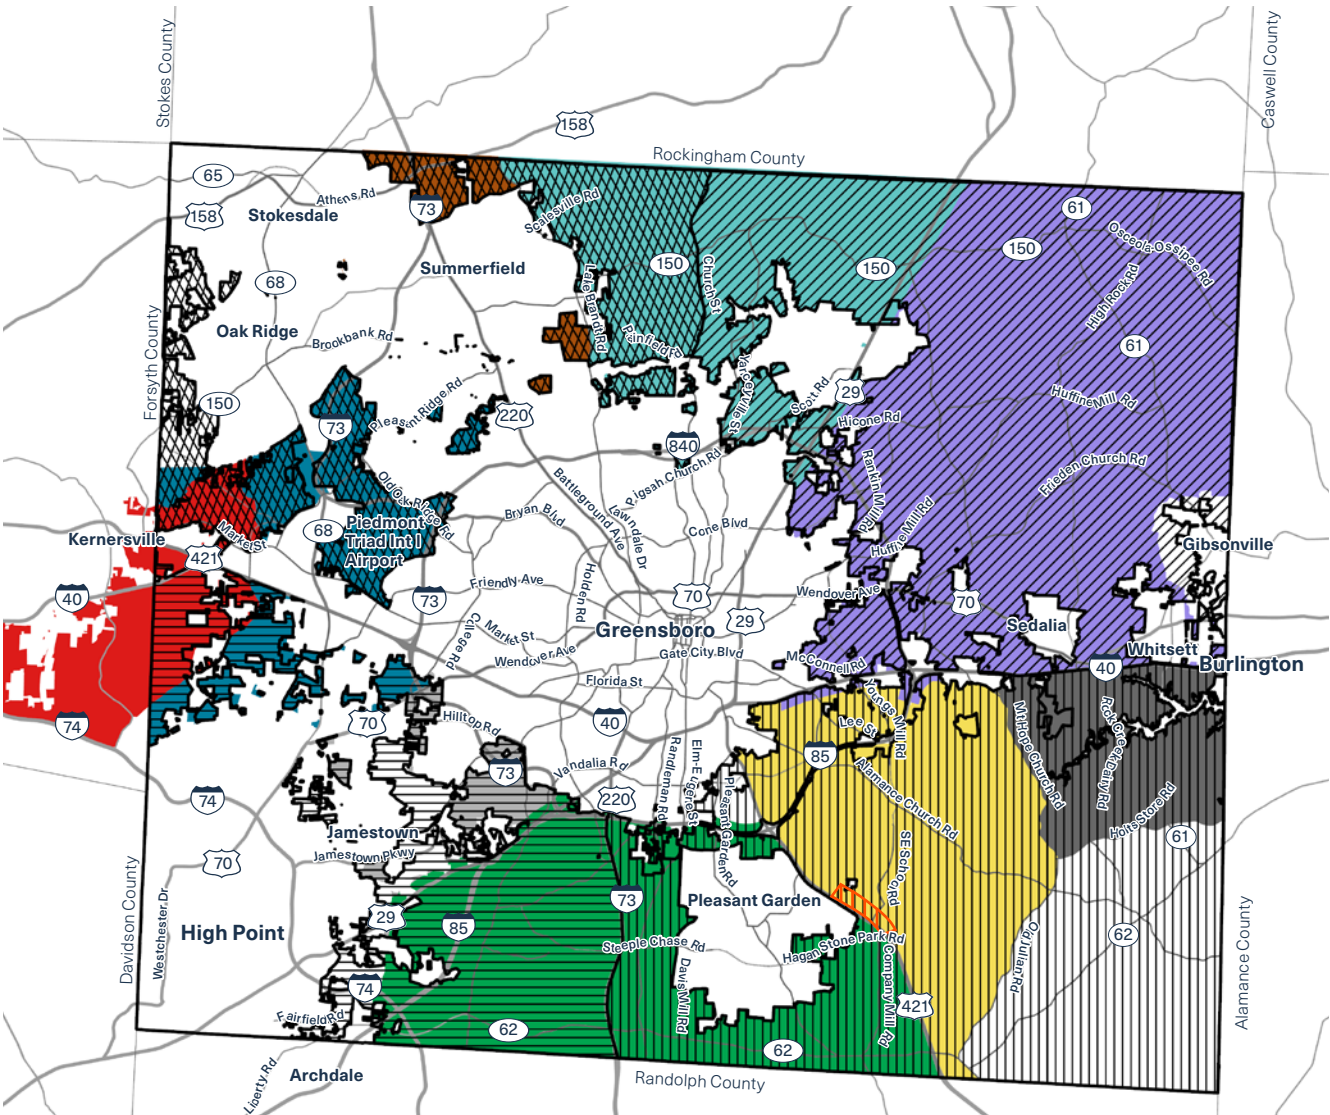 Stokes County
Caswell County
158
Rockingham County
65
Athens Rd
158
Stokesdale
73
Scalesville Rd
61
150
Osceola-Ossipee Rd
Summerfield
68
150
Church St
150
Lake Brandt Rd
High Rock Rd
Forsyth County
Oak Ridge
Brookbank Rd
61
Yanceyville St
Scott Rd
29
150
Pleasant Ridge Rd
220
Huffine Mill Rd
73
Hicone Rd
840
Pisgah Church Rd
Frieden Church Rd
Old Oak Ridge Rd
Battleground Ave
Lawndale Dr
Rankin Mill Rd
Bryan Blvd
Cone Blvd
Huffine Mill Rd
68
Piedmont
Triad Int l
Airport
Market St
Kernersville
421
Gibsonville
40
Friendly Ave
73
Holden Rd
70
Wendover Ave
70
29
Market St
Greensboro
Sedalia
College Rd
Wendover Ave
Gate City Blvd
McConnell Rd
Whitsett
40
Burlington
Florida St
74
70
Hilltop Rd
40
Youngs Mill Rd
Lee St
Mt Hope Church Rd
Rock Creek Dairy Rd
73
Vandalia Rd
Randleman Rd
Elm-Eugene St
85
Alamance Church Rd
74
220
Pleasant Garden Rd
Holts Store Rd
Jamestown
61
Jamestown Pkwy
70
SE School Rd
Davidson County
Westchester Dr
73
Pleasant Garden
High Point
29
85
Alamance County
Steeple Chase Rd
Hagan Stone Park Rd
62
Old Julian Rd
Davis Mill Rd
Company Mill Rd
74
421
Fairfield Rd
62
62
Liberty Rd
Archdale
Randolph County